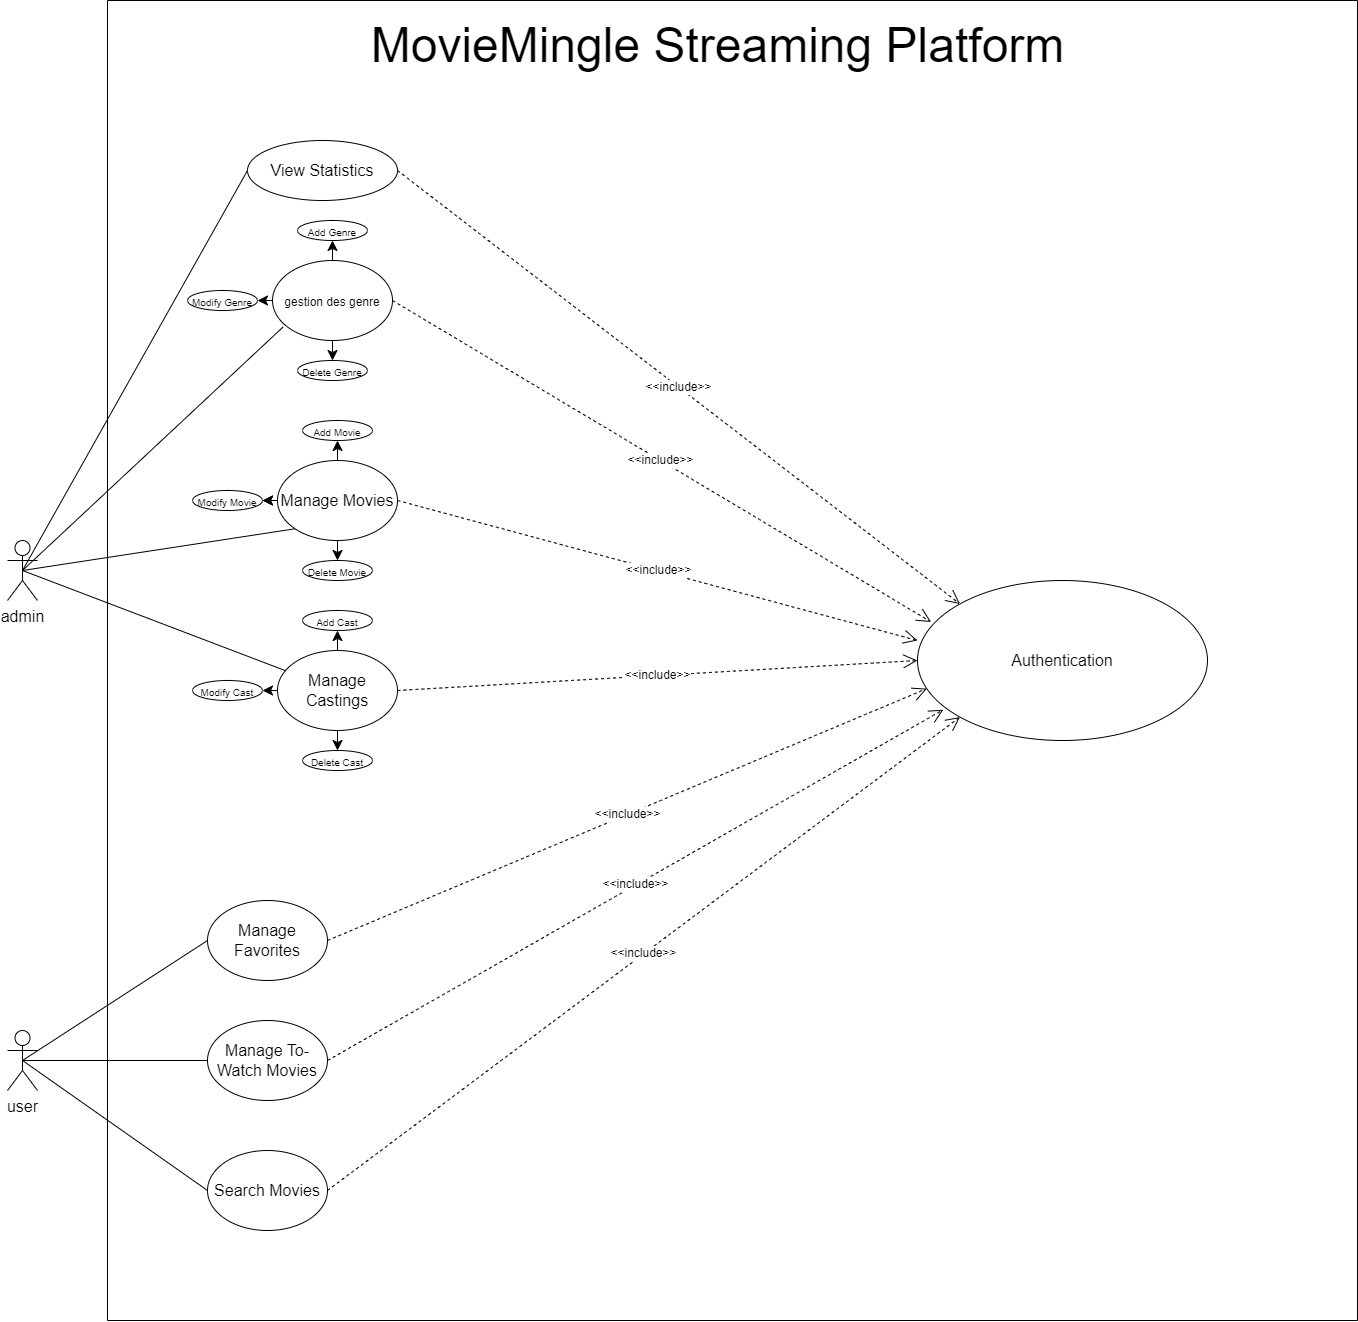 MovieMingle Streaming Platform
View Statistics
Add Genre
Modify Genre
gestion des genre
Delete Genre
<<include>>
Add Movie
<<include>>
Modify Movie
Manage Movies
Delete Movie
<<include>>
admin
Add Cast
Manage
Castings
Modify Cast
<<include>>
Authentication
Delete Cast
<<include>>
<<include>>
Manage
Favorites
<<include>>
Manage To-
Watch Movies
user
Search Movies